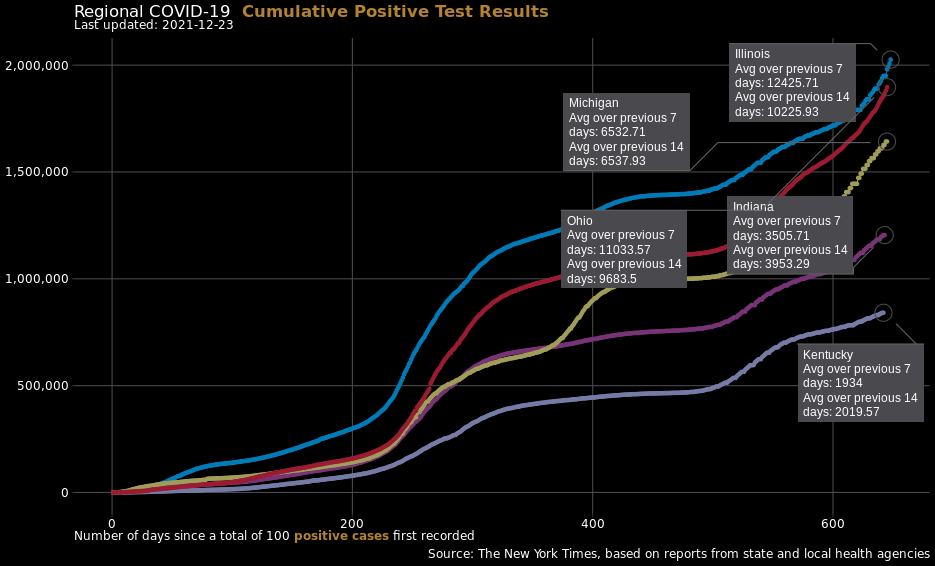 Regional COVID-19 Cumulative Positive Test Results
Last updated: 2021-12-23
2,000,000
1,500,000
1,000,000
500,000
0
Illinois
Avg over previous 7
days: 12425.71
Avg over previous 14
days: 10225.93
Michigan
Avg over previous 7
days: 6532.71
Avg over previous 14
days: 6537.93
Indiana
Avg over previous 7
days: 3505.71
Avg over previous 14
days: 3953.29
Ohio
Avg over previous 7
days: 11033.57
Avg over previous 14
days: 9683.5
Kentucky
Avg over previous 7
days: 1934
Avg over previous 14
days: 2019.57
0 200 400 600
Number of days since a total of 100 positive cases first recorded
Source: The New York Times, based on reports from state and local health agencies